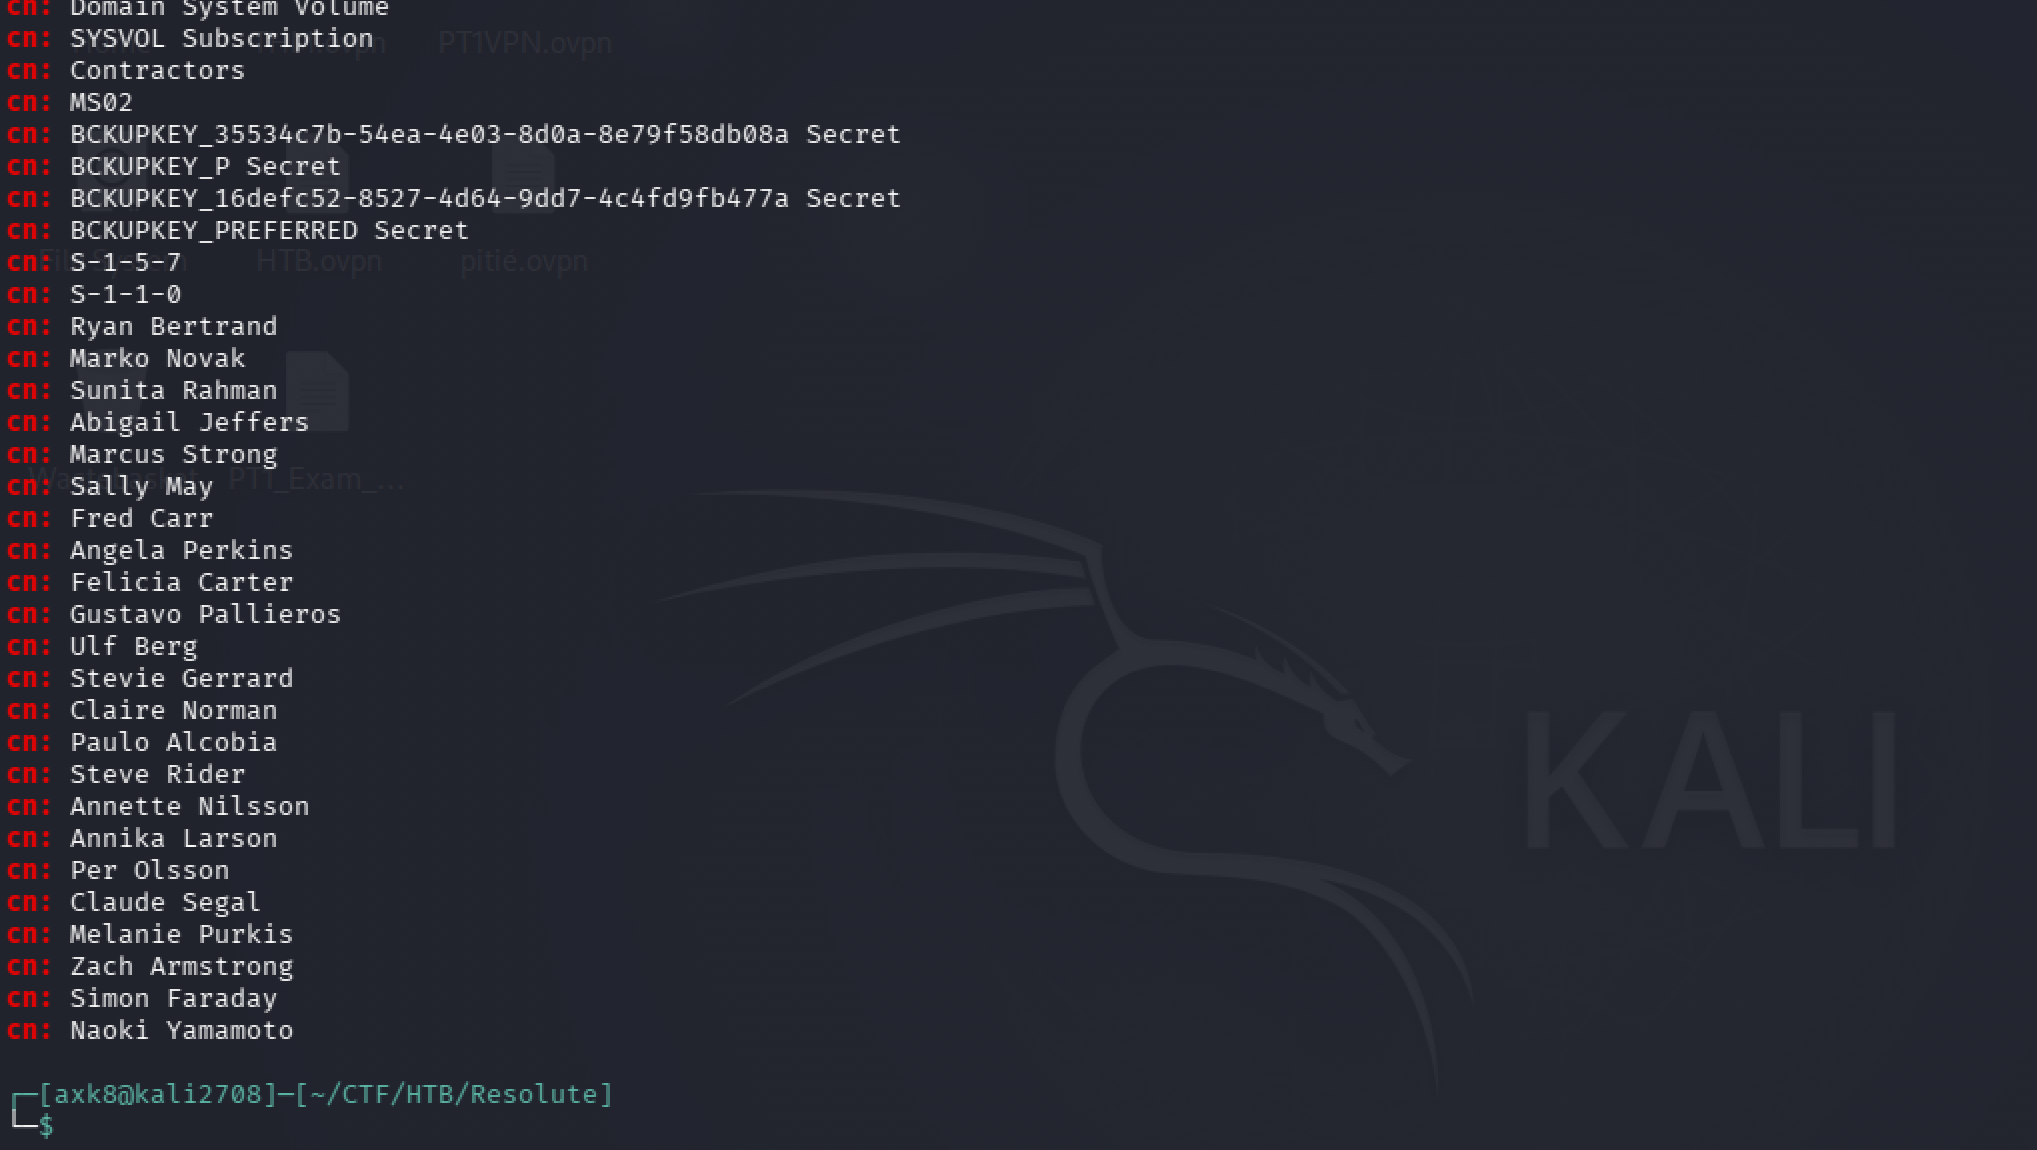 cn: Domain System Volume
cn: SYSVOL Subscription
PT1VPN.ovpn
cn: Contractors
cn: MS02
cn: BCKUPKEY_35534c7b-54ea-4e03-8d0a-8e79f58db08a Secret
cn: BCKUPKEY_P Secret
cn: BCKUPKEY_16defc52-8527-4d64-9dd7-4c4fd9fb477a Secret
cn: BCKUPKEY_PREFERRED Secret
cn: S-1-5-7
HTB.ovpn
pitié.ovpn
cn: S-1-1-0
cn: Ryan Bertrand
cn: Marko Novak
cn: Sunita Rahman
cn: Abigail Jeffers
cn: Marcus Strong
PT1_Exam_...
cn: Sally May
cn: Fred Carr
cn: Angela Perkins
cn: Felicia Carter
cn: Gustavo Pallieros
cn: Ulf Berg
cn: Stevie Gerrard
cn: Claire Norman
cn: Paulo Alcobia
cn: Steve Rider
KALI
cn: Annette Nilsson
cn: Annika Larson
cn: Per Olsson
cn: Claude Segal
cn: Melanie Purkis
cn: Zach Armstrong
cn: Simon Faraday
cn: Naoki Yamamoto
┌─[axk8@kali2708]─[~/CTF/HTB/Resolute]
└─$